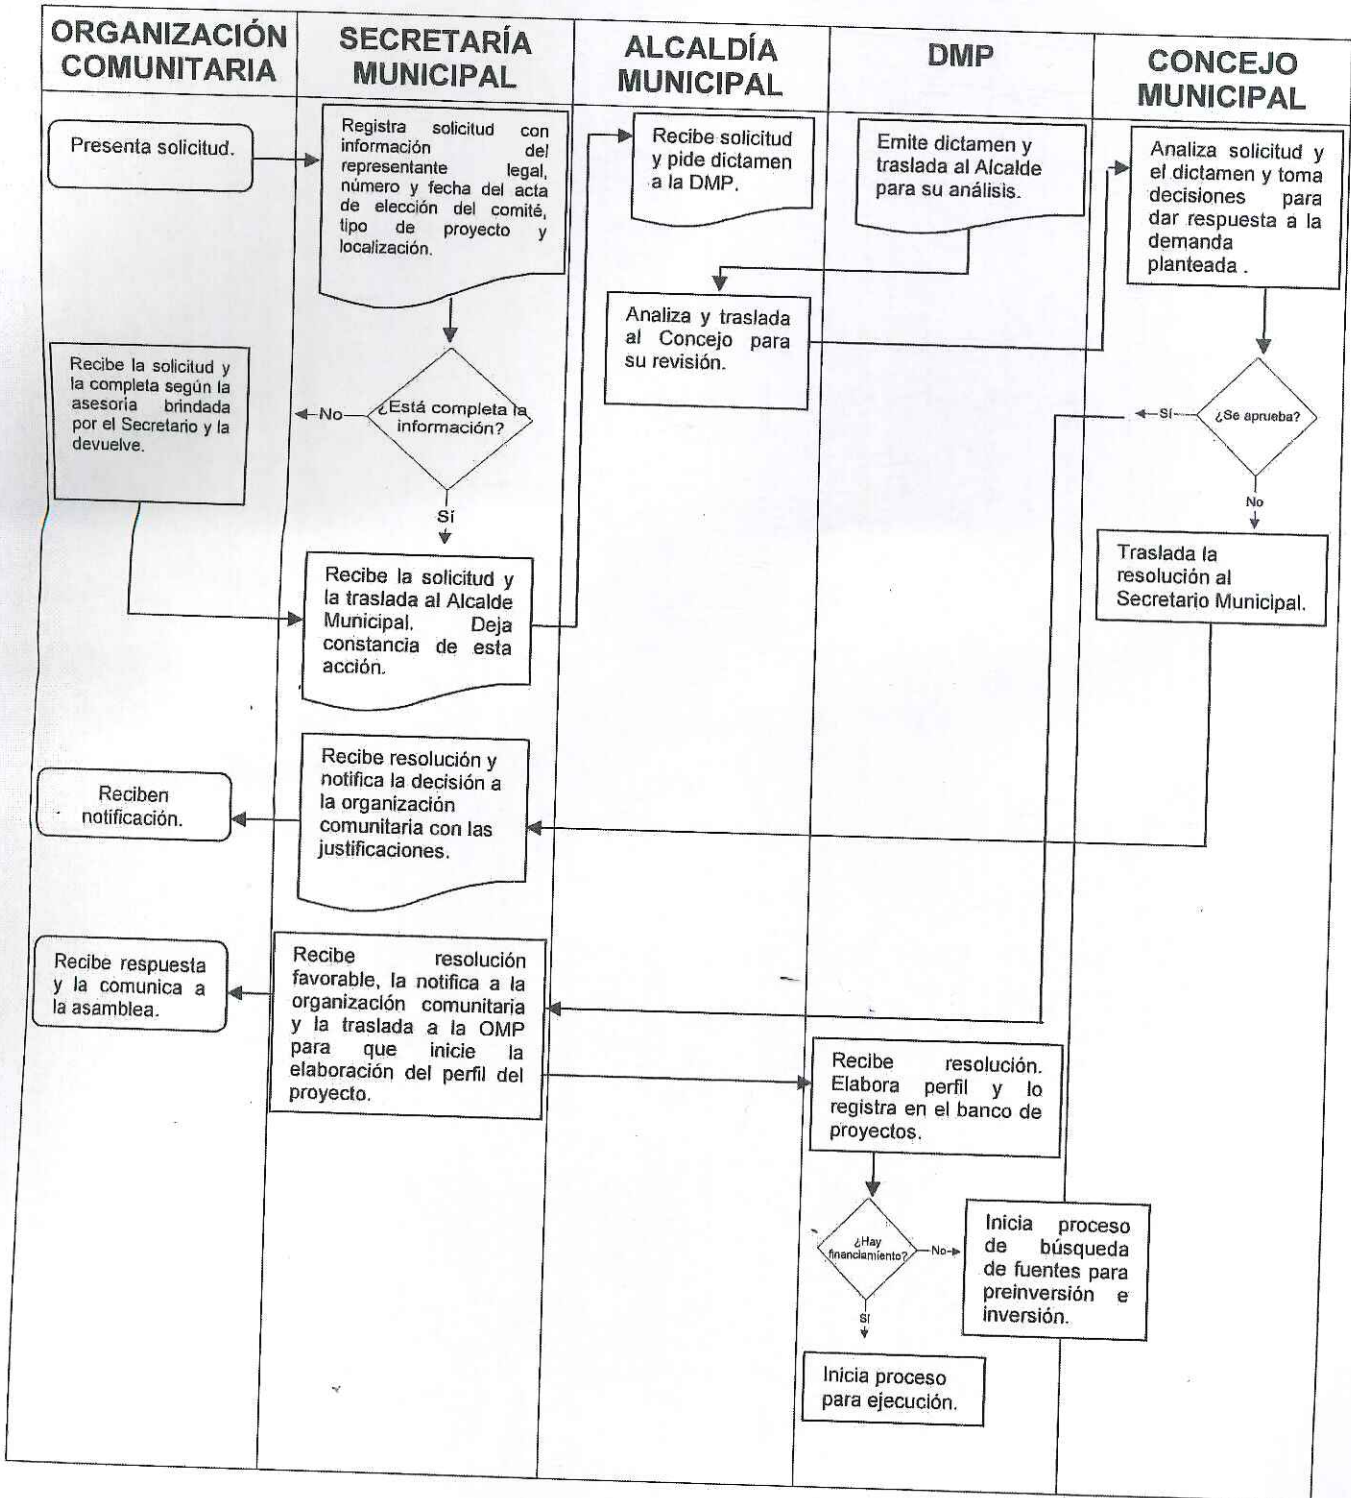 ORGANIZACIÓN
COMUNITARIA
SECRETARÍA
MUNICIPAL
ALCALDÍA
MUNICIPAL
DMP
CONCEJO
MUNICIPAL
Presenta solicitud.
Registra solicitud con
información del
representante legal,
número y fecha del acta
de elección del comité,
tipo de proyecto y
localización.
Recibe solicitud
y pide dictamen
a la DMP.
Emite dictamen y
traslada al Alcalde
para su análisis.
Analiza solicitud y
el dictamen y toma
decisiones para
dar respuesta a la
demanda
planteada .
Analiza y traslada
al Concejo para
su revisión.
Recibe la solicitud y
la completa según la
asesoria brindada
por el Secretario y la
devuelve.
No
¿Está completa la
información?
Sí
Sí
¿Se aprueba?
No
Recibe la solicitud y
la traslada al Alcalde
Municipal. Deja
constancia de esta
acción.
Traslada la
resolución al
Secretario Municipal.
Reciben
notificación.
Recibe resolución y
notifica la decisión a
la organización
comunitaria con las
justificaciones.
Recibe respuesta
y la comunica a
la asamblea.
Recibe resolución
favorable, la notifica a la
organización comunitaria
y la traslada a la OMP
para que inicie la
elaboración del perfil del
proyecto.
Recibe resolución.
Elabora perfil y lo
registra en el banco de
proyectos.
¿Hay
financiamiento?
No
Inicia proceso
de búsqueda
de fuentes para
preinversión e
inversión.
Sí
Inicia proceso
para ejecución.